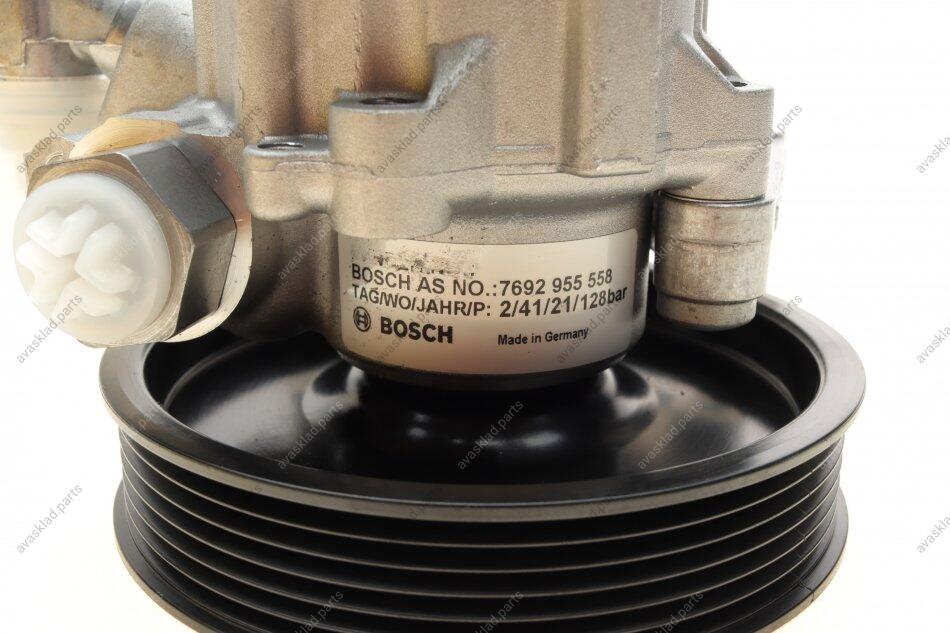 BOSCH AS NO.:7692 955 558
TAG/WO/JAHR/P: 2/41/21/128bar
BOSCH Made in Germany
avasklad.parts